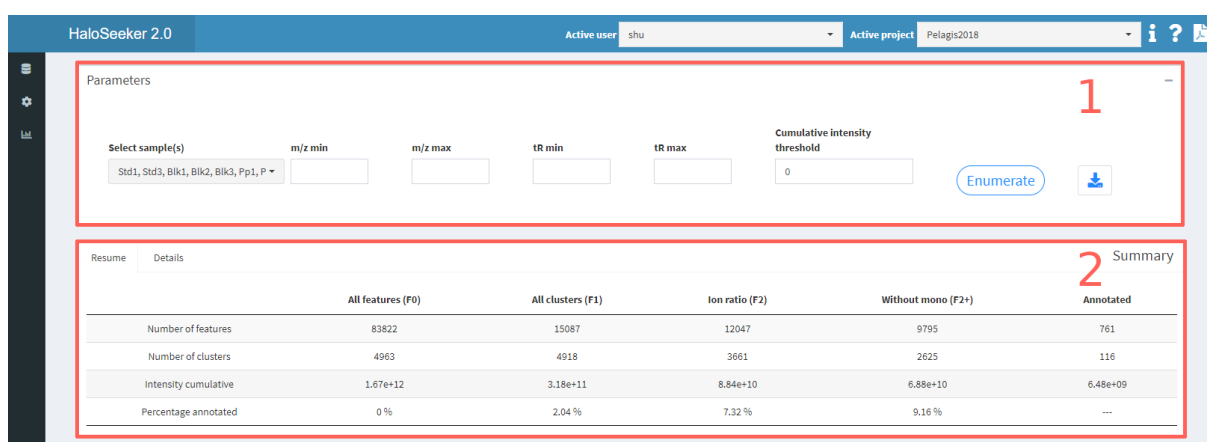 HaloSeeker 2.0 Active user shu Active project Pelagis2018
Parameters 1
Cumulative intensity
Select sample(s) m/z min m/z max tR min tR max threshold
Std1, Std3, Blk1, Blk2, Blk3, Pp1, P 0 Enumerate
Resume Details 2 Summary
All features (F0) All clusters (F1) Ion ratio (F2) Without mono (F2+) Annotated
Number of features 83822 15087 12047 9795 761
Number of clusters 4963 4918 3661 2625 116
Intensity cumulative 1.67e+12 3.18e+11 8.84e+10 6.88e+10 6.48e+09
Percentage annotated 0 % 2.04 % 7.32 % 9.16 % ---